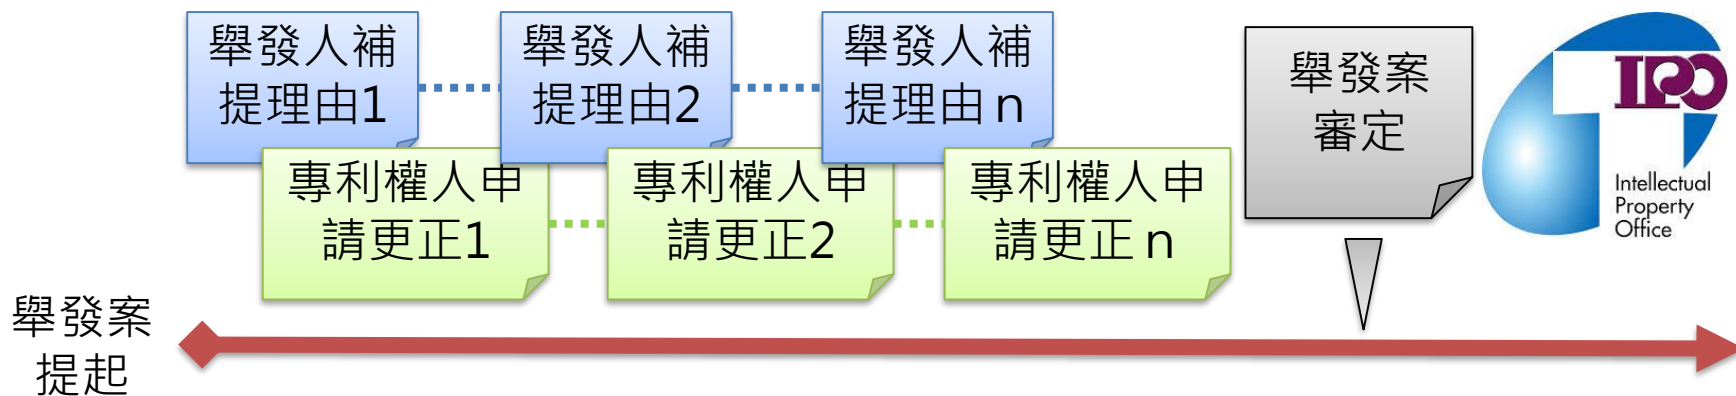 舉發人補
提理由1
舉發人補
提理由2
舉發人補
提理由 n
專利權人申
請更正1
專利權人申
請更正2
專利權人申
請更正 n
舉發案
審定
IPO
Intellectual
Property
Office
舉發案
提起